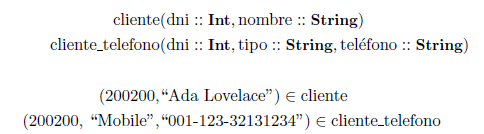 cliente(dni :: Int, nombre :: String)
cliente_telefono(dni :: Int, tipo :: String, teléfono :: String)
(200200, “Ada Lovelace”) ∈ cliente
(200200, “Mobile”, “001-123-32131234”) ∈ cliente_telefono